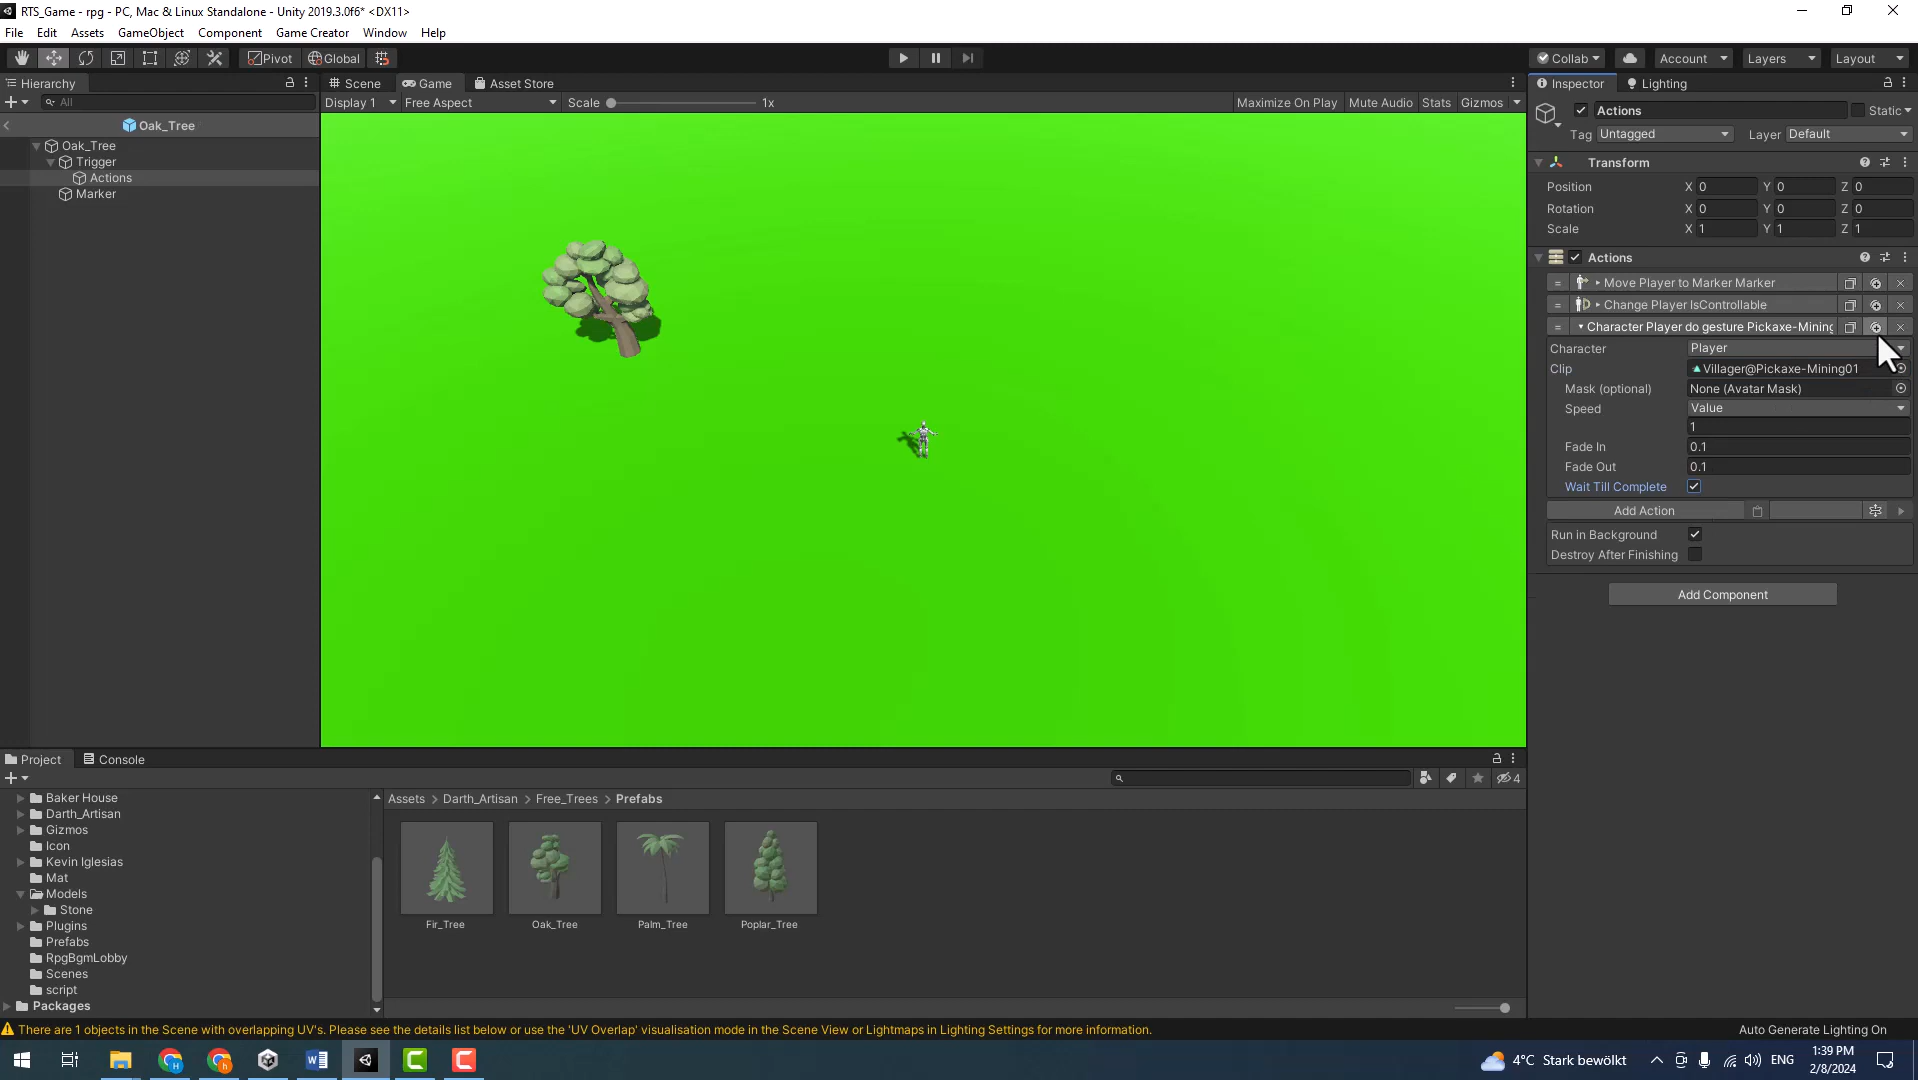 RTS_Game - rpg - PC, Mac & Linux Standalone - Unity 2019.3.0f6* <DX11>
File Edit Assets GameObject Component Game Creator Window Help
Pivot Global Collab Account Layers Layout
Hierarchy Scene Game Asset Store Inspector Lighting
All Display 1 Free Aspect Scale 1x Maximize On Play Mute Audio Stats Gizmos Actions Static
Oak_Tree Tag Untagged Layer Default
Oak_Tree
Trigger Transform
Actions Position X 0 Y 0 Z 0
Marker Rotation X 0 Y 0 Z 0
Scale X 1 Y 1 Z 1
Actions
Move Player to Marker Marker
Change Player IsControllable
Character Player do gesture Pickaxe-Mining
Character Player
Clip Villager@Pickaxe-Mining01
Mask (optional) None (Avatar Mask)
Speed Value
1
Fade In 0.1
Fade Out 0.1
Wait Till Complete
Add Action
Run in Background
Destroy After Finishing
Add Component
Project Console
4
Assets > Darth_Artisan > Free_Trees > Prefabs
Baker House
Darth_Artisan
Gizmos
Icon
Kevin Iglesias
Mat
Models
Stone
Plugins
Prefabs
RpgBgmLobby
Scenes
script
Packages
Fir_Tree Oak_Tree Palm_Tree Poplar_Tree
There are 1 objects in the Scene with overlapping UV's. Please see the details list below or use the 'UV Overlap' visualisation mode in the Scene View or Lightmaps in Lighting Settings for more information. Auto Generate Lighting On
4°C Stark bewölkt ENG 1:39 PM
2/8/2024